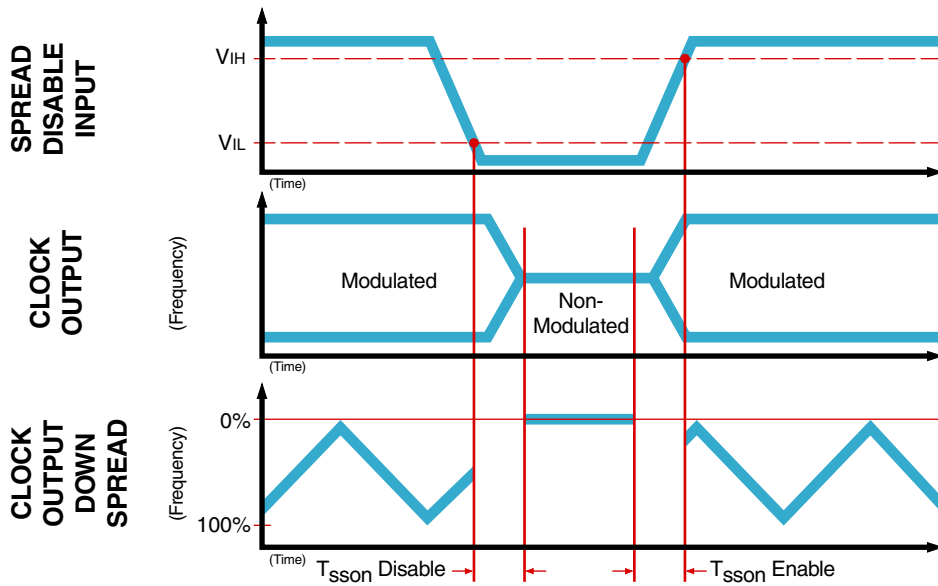 SPREAD
DISABLE
INPUT
VIH
VIL
(Time)
CLOCK
OUTPUT
(Frequency)
Modulated
Non-
Modulated
Modulated
(Time)
CLOCK
OUTPUT
DOWN
SPREAD
(Frequency)
0%
100%
(Time)
Tsson Disable
Tsson Enable